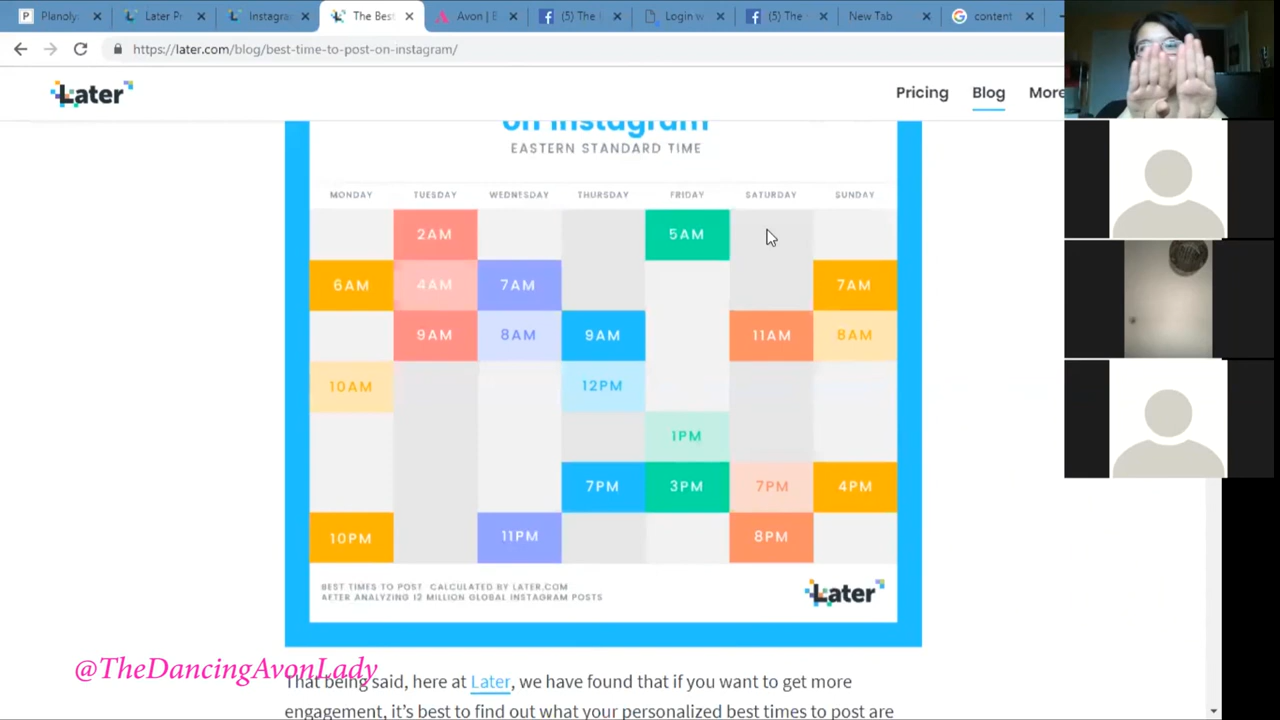 Planoly
Later P
Instagra
The Best
Avon | B
(5) The
Login w
(5) The
New Tab
content
https://later.com/blog/best-time-to-post-on-instagram/
Later
Pricing
Blog
More
on Instagram
EASTERN STANDARD TIME
MONDAY TUESDAY WEDNESDAY THURSDAY FRIDAY SATURDAY SUNDAY
2AM 5AM
6AM 4AM 7AM 7AM
9AM 8AM 9AM 11AM 8AM
10AM 12PM
1PM
7PM 3PM 7PM 4PM
10PM 11PM 8PM
BEST TIMES TO POST CALCULATED BY LATER.COM
AFTER ANALYZING 12 MILLION GLOBAL INSTAGRAM POSTS
Later
@TheDancingAvonLady
That being said, here at Later, we have found that if you want to get more
engagement, it's best to find out what your personalized best times to post are